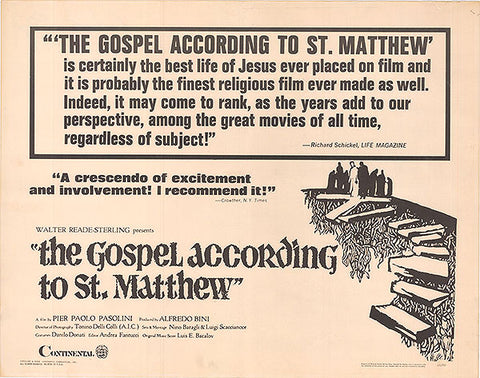 "'THE GOSPEL ACCORDING TO ST. MATTHEW'
is certainly the best life of Jesus ever placed on film and
it is probably the finest religious film ever made as well.
Indeed, it may come to rank, as the years add to our
perspective, among the great movies of all time,
regardless of subject!"
—Richard Schickel, LIFE MAGAZINE
"A crescendo of excitement
and involvement! I recommend it!"
—Crowther, N.Y. Times
WALTER READE-STERLING presents
"the Gospel according
to St. Matthew"
A film by PIER PAOLO PASOLINI Produced by ALFREDO BINI
Director of Photography Tonino Delli Colli (A.I.C.) Sets & Montage Nino Baragli & Luigi Scaccianoce
Costumes Danilo Donati Editor Andrea Fantucci Original Music Score Luis E. Bacalov
CONTINENTAL